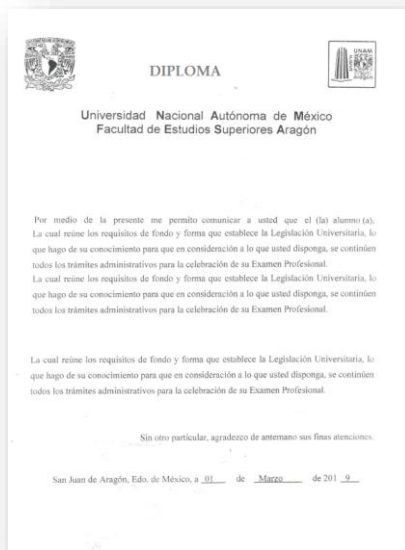 UNAM
DIPLOMA
Universidad Nacional Autónoma de México
Facultad de Estudios Superiores Aragón
Por medio de la presente me permito comunicar a usted que el (la) alumno (a),
La cual reúne los requisitos de fondo y forma que establece la Legislación Universitaria, lo
que hago de su conocimiento para que en consideración a lo que usted disponga, se continúen
todos los trámites administrativos para la celebración de su Examen Profesional.
La cual reúne los requisitos de fondo y forma que establece la Legislación Universitaria, lo
que hago de su conocimiento para que en consideración a lo que usted disponga, se continúen
todos los trámites administrativos para la celebración de su Examen Profesional.
La cual reúne los requisitos de fondo y forma que establece la Legislación Universitaria, lo
que hago de su conocimiento para que en consideración a lo que usted disponga, se continúen
todos los trámites administrativos para la celebración de su Examen Profesional.
Sin otro particular, agradezco de antemano sus finas atenciones.
San Juan de Aragón, Edo. de México, a 01 de Marzo de 201 9